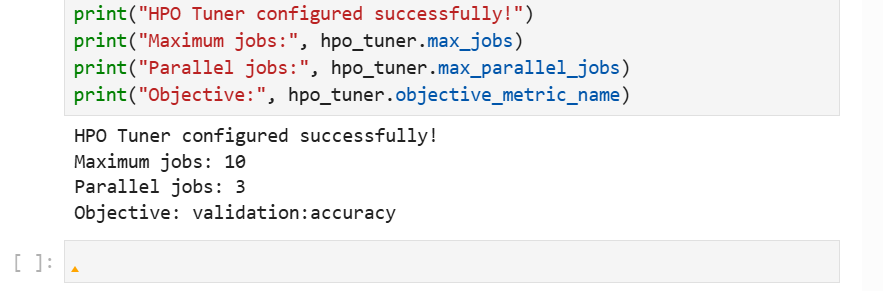 print("HPO Tuner configured successfully!")
print("Maximum jobs:", hpo_tuner.max_jobs)
print("Parallel jobs:", hpo_tuner.max_parallel_jobs)
print("Objective:", hpo_tuner.objective_metric_name)
HPO Tuner configured successfully!
Maximum jobs: 10
Parallel jobs: 3
Objective: validation:accuracy
[ ]: